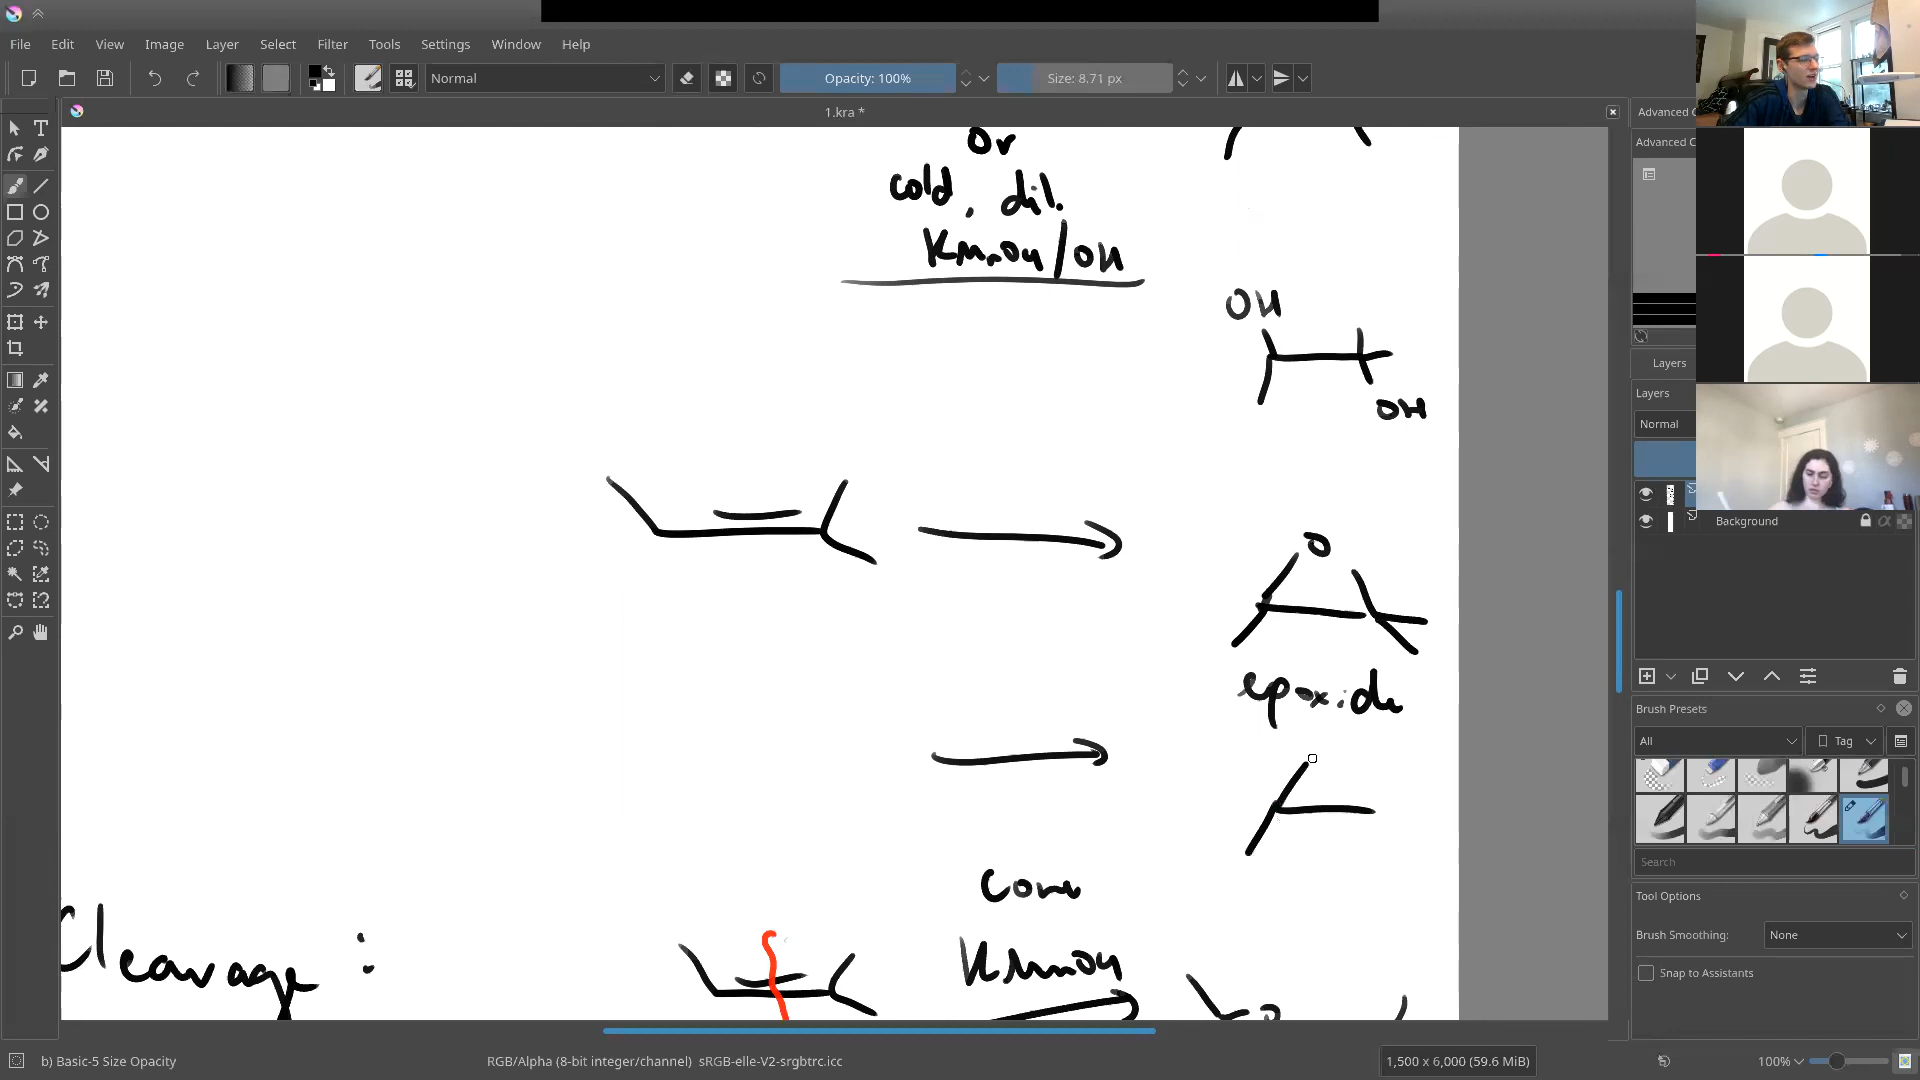 File Edit View Image Layer Select Filter Tools Settings Window Help
Normal
Opacity: 100%
Size: 8.71 px
1.kra *
Advanced C
Advanced C
Or
cold, dil.
KMnO4/OH
OH
OH
O
epoxide
Conc
Cleavage :
KMnO4
O
Layers
Layers
Normal
Background
Brush Presets
All
Tag
Search
Tool Options
Brush Smoothing: None
Snap to Assistants
b) Basic-5 Size Opacity
RGB/Alpha (8-bit integer/channel) sRGB-elle-V2-srgbtrc.icc
1,500 x 6,000 (59.6 MiB)
100%